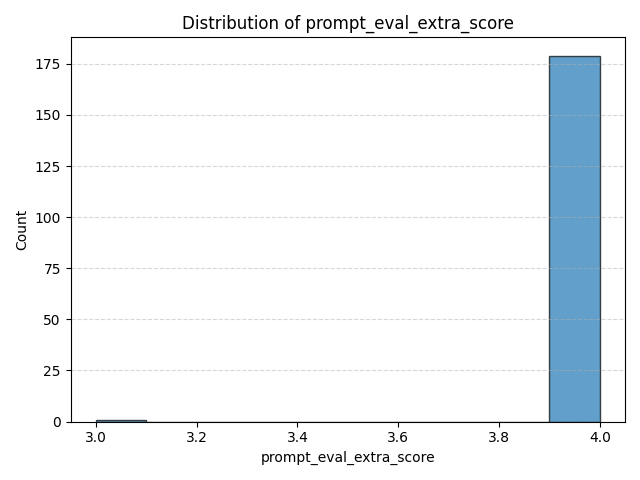 Distribution of prompt_eval_extra_score
175
150
125
100
75
50
25
0
Count
3.0 3.2 3.4 3.6 3.8 4.0
prompt_eval_extra_score